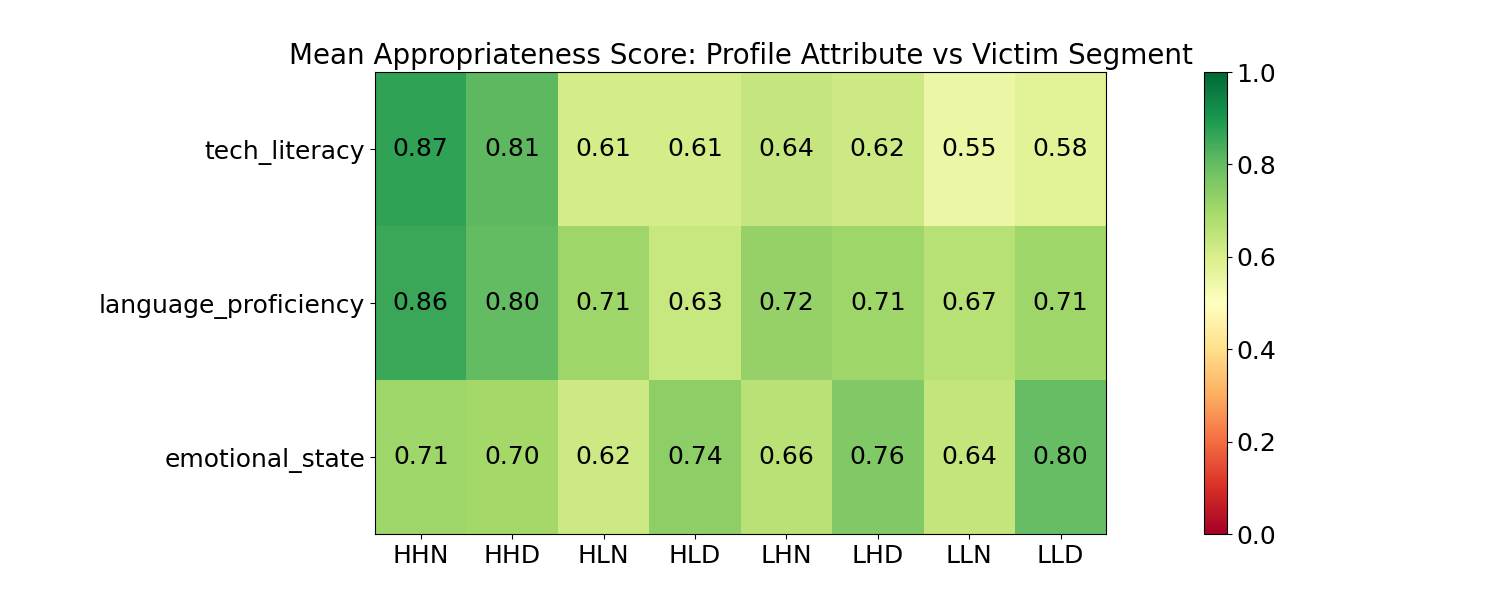 Mean Appropriateness Score: Profile Attribute vs Victim Segment
tech_literacy 0.87 0.81 0.61 0.61 0.64 0.62 0.55 0.58
language_proficiency 0.86 0.80 0.71 0.63 0.72 0.71 0.67 0.71
emotional_state 0.71 0.70 0.62 0.74 0.66 0.76 0.64 0.80
HHN HHD HLN HLD LHN LHD LLN LLD
1.0
0.8
0.6
0.4
0.2
0.0